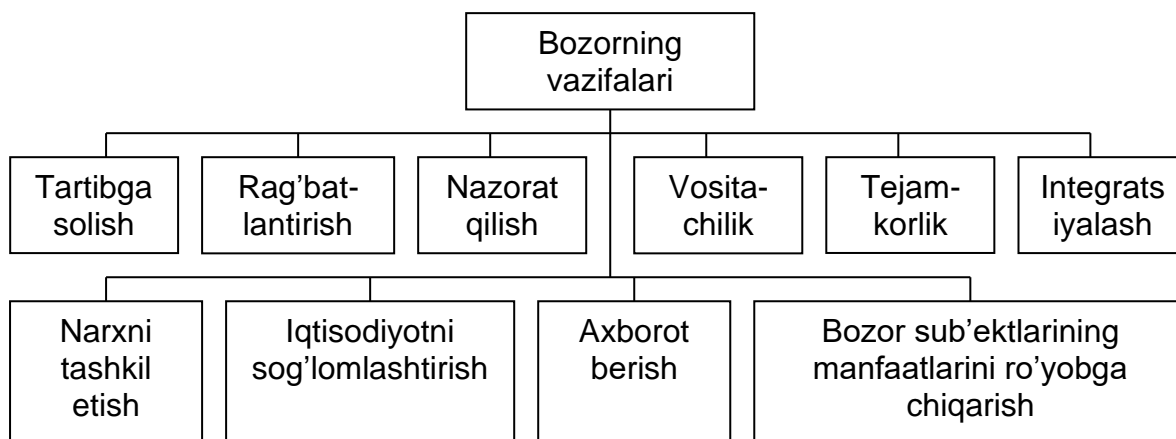 Bozorning
vazifalari
Tartibga
solish
Rag’bat-
lantirish
Nazorat
qilish
Vosita-
chilik
Tejam-
korlik
Integrats
iyalash
Narxni
tashkil
etish
Iqtisodiyotni
sog’lomlashtirish
Axborot
berish
Bozor sub’ektlarining
manfaatlarini ro’yobga
chiqarish